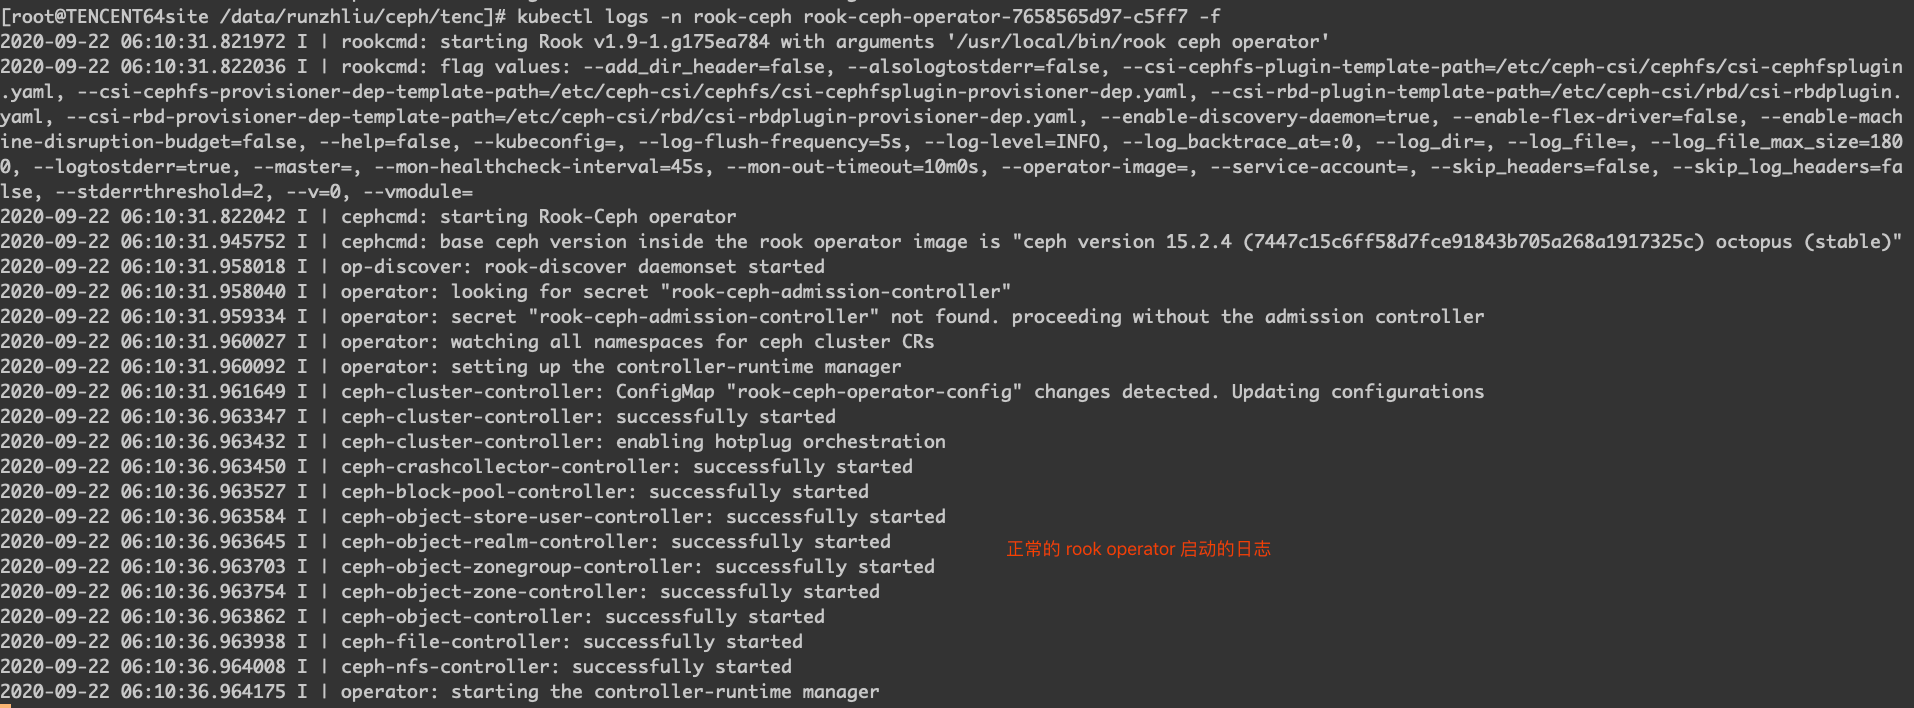 [root@TENCENT64site /data/runzhliu/ceph/tenc]# kubectl logs -n rook-ceph rook-ceph-operator-7658565d97-c5ff7 -f
2020-09-22 06:10:31.821972 I | rookcmd: starting Rook v1.9-1.g175ea784 with arguments '/usr/local/bin/rook ceph operator'
2020-09-22 06:10:31.822036 I | rookcmd: flag values: --add_dir_header=false, --alsologtostderr=false, --csi-cephfs-plugin-template-path=/etc/ceph-csi/cephfs/csi-cephfsplugin
.yaml, --csi-cephfs-provisioner-dep-template-path=/etc/ceph-csi/cephfs/csi-cephfsplugin-provisioner-dep.yaml, --csi-rbd-plugin-template-path=/etc/ceph-csi/rbd/csi-rbdplugin.
yaml, --csi-rbd-provisioner-dep-template-path=/etc/ceph-csi/rbd/csi-rbdplugin-provisioner-dep.yaml, --enable-discovery-daemon=true, --enable-flex-driver=false, --enable-mach
ine-disruption-budget=false, --help=false, --kubeconfig=, --log-flush-frequency=5s, --log-level=INFO, --log_backtrace_at=:0, --log_dir=, --log_file=, --log_file_max_size=180
0, --logtostderr=true, --master=, --mon-healthcheck-interval=45s, --mon-out-timeout=10m0s, --operator-image=, --service-account=, --skip_headers=false, --skip_log_headers=fa
lse, --stderrthreshold=2, --v=0, --vmodule=
2020-09-22 06:10:31.822042 I | cephcmd: starting Rook-Ceph operator
2020-09-22 06:10:31.945752 I | cephcmd: base ceph version inside the rook operator image is "ceph version 15.2.4 (7447c15c6ff58d7fce91843b705a268a1917325c) octopus (stable)"
2020-09-22 06:10:31.958018 I | op-discover: rook-discover daemonset started
2020-09-22 06:10:31.958040 I | operator: looking for secret "rook-ceph-admission-controller"
2020-09-22 06:10:31.959334 I | operator: secret "rook-ceph-admission-controller" not found. proceeding without the admission controller
2020-09-22 06:10:31.960027 I | operator: watching all namespaces for ceph cluster CRs
2020-09-22 06:10:31.960092 I | operator: setting up the controller-runtime manager
2020-09-22 06:10:31.961649 I | ceph-cluster-controller: ConfigMap "rook-ceph-operator-config" changes detected. Updating configurations
2020-09-22 06:10:36.963347 I | ceph-cluster-controller: successfully started
2020-09-22 06:10:36.963432 I | ceph-cluster-controller: enabling hotplug orchestration
2020-09-22 06:10:36.963450 I | ceph-crashcollector-controller: successfully started
2020-09-22 06:10:36.963527 I | ceph-block-pool-controller: successfully started
2020-09-22 06:10:36.963584 I | ceph-object-store-user-controller: successfully started
2020-09-22 06:10:36.963645 I | ceph-object-realm-controller: successfully started
正常的 rook operator 启动的日志
2020-09-22 06:10:36.963703 I | ceph-object-zonegroup-controller: successfully started
2020-09-22 06:10:36.963754 I | ceph-object-zone-controller: successfully started
2020-09-22 06:10:36.963862 I | ceph-object-controller: successfully started
2020-09-22 06:10:36.963938 I | ceph-file-controller: successfully started
2020-09-22 06:10:36.964008 I | ceph-nfs-controller: successfully started
2020-09-22 06:10:36.964175 I | operator: starting the controller-runtime manager